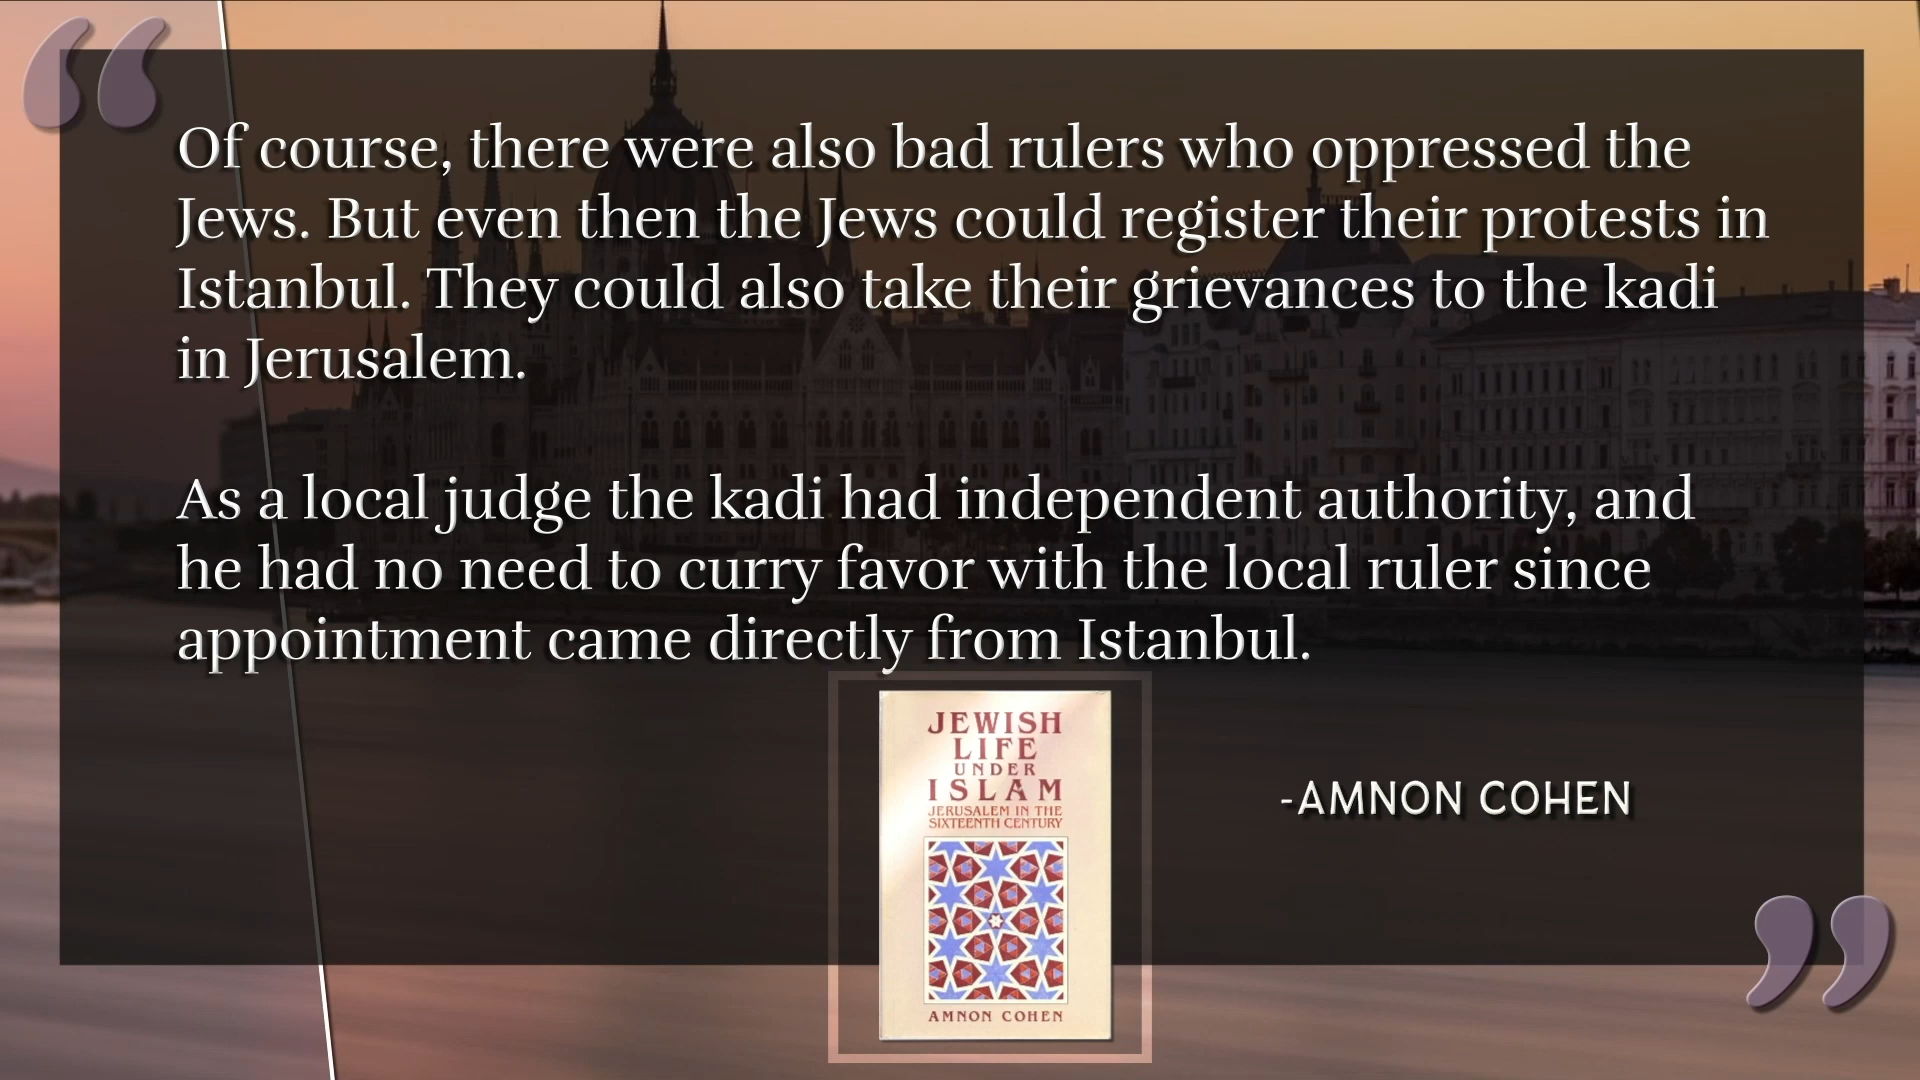 Of course, there were also bad rulers who oppressed the
Jews. But even then the Jews could register their protests in
Istanbul. They could also take their grievances to the kadi
in Jerusalem.
As a local judge the kadi had independent authority, and
he had no need to curry favor with the local ruler since
appointment came directly from Istanbul.
JEWISH
LIFE
UNDER
ISLAM
JERUSALEM IN THE
SIXTEENTH CENTURY
AMNON COHEN
-AMNON COHEN